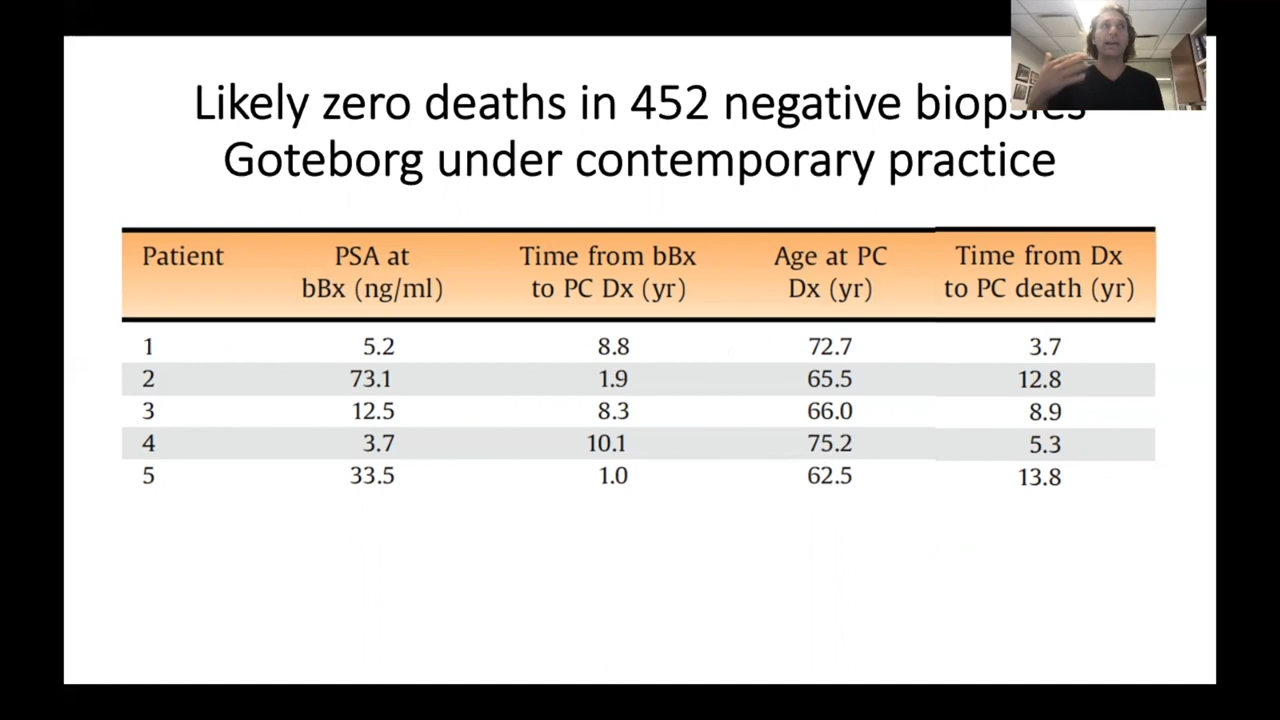 Likely zero deaths in 452 negative biopsies
Goteborg under contemporary practice
Patient PSA at bBx (ng/ml) Time from bBx to PC Dx (yr) Age at PC Dx (yr) Time from Dx to PC death (yr)
1 5.2 8.8 72.7 3.7
2 73.1 1.9 65.5 12.8
3 12.5 8.3 66.0 8.9
4 3.7 10.1 75.2 5.3
5 33.5 1.0 62.5 13.8